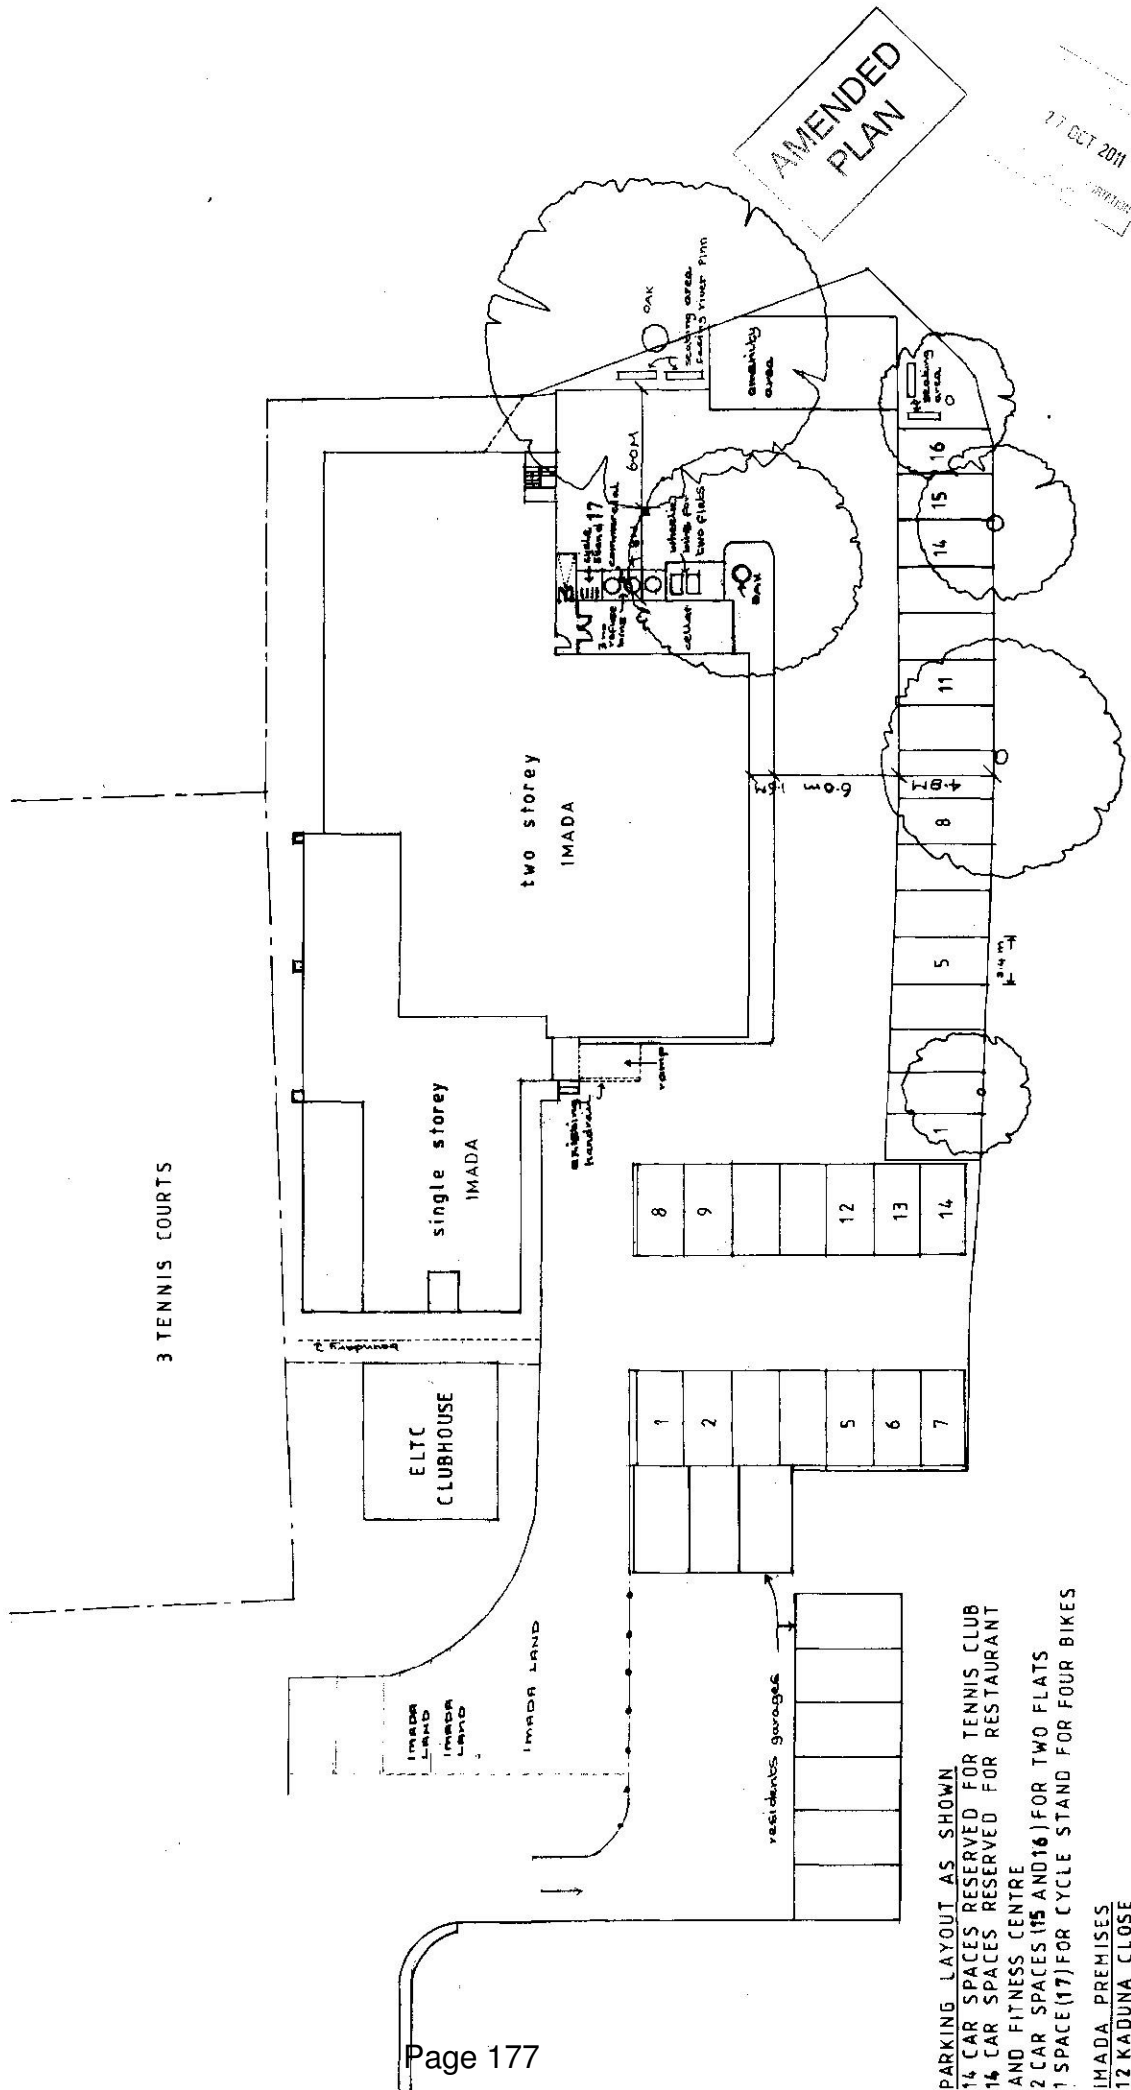 AMENDED
PLAN
27 OCT 2011
3 TENNIS COURTS
OAK
seating area
facing river Pinn
amenity
area
seating
area
6·0M
cycle
stand 17
commercial
3 no
refuse
bins
wheelie
bins for
two flats
cellar
OAK
two storey
IMADA
single storey
IMADA
existing
handrail
ramp
boundary ?
ELTC
CLUBHOUSE
1·8M
6·0m
4·8M
2·4m
16
15
14
11
8
5
1
8
9
12
13
14
1
2
5
6
7
IMADA
LAND
IMADA
LAND
IMADA LAND
residents garages
PARKING LAYOUT AS SHOWN
14 CAR SPACES RESERVED FOR TENNIS CLUB
14 CAR SPACES RESERVED FOR RESTAURANT
AND FITNESS CENTRE
2 CAR SPACES (15 AND 16) FOR TWO FLATS
1 SPACE (17) FOR CYCLE STAND FOR FOUR BIKES
IMADA PREMISES
12 KADUNA CLOSE
Page 177